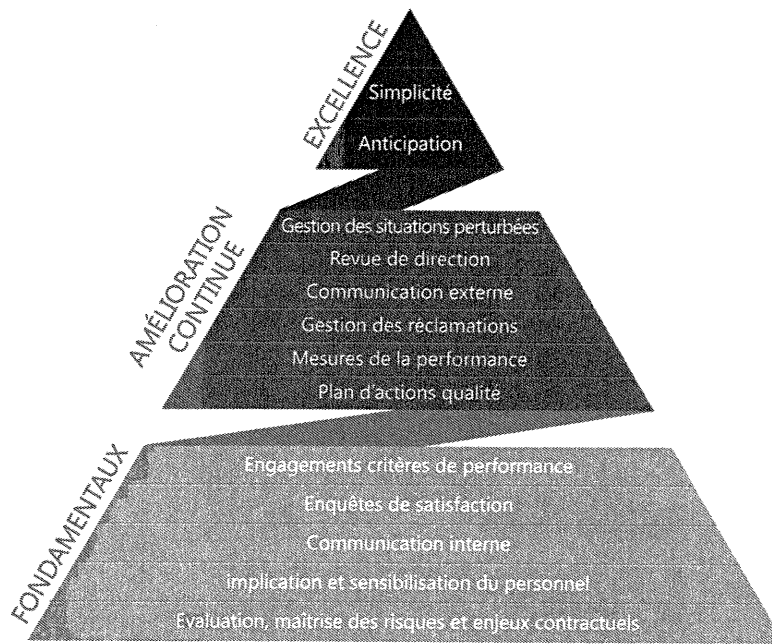 EXCELLENCE
Simplicité
Anticipation
AMÉLIORATION
CONTINUE
Gestion des situations perturbées
Revue de direction
Communication externe
Gestion des réclamations
Mesures de la performance
Plan d'actions qualité
FONDAMENTAUX
Engagements critères de performance
Enquêtes de satisfaction
Communication interne
implication et sensibilisation du personnel
Evaluation, maîtrise des risques et enjeux contractuels